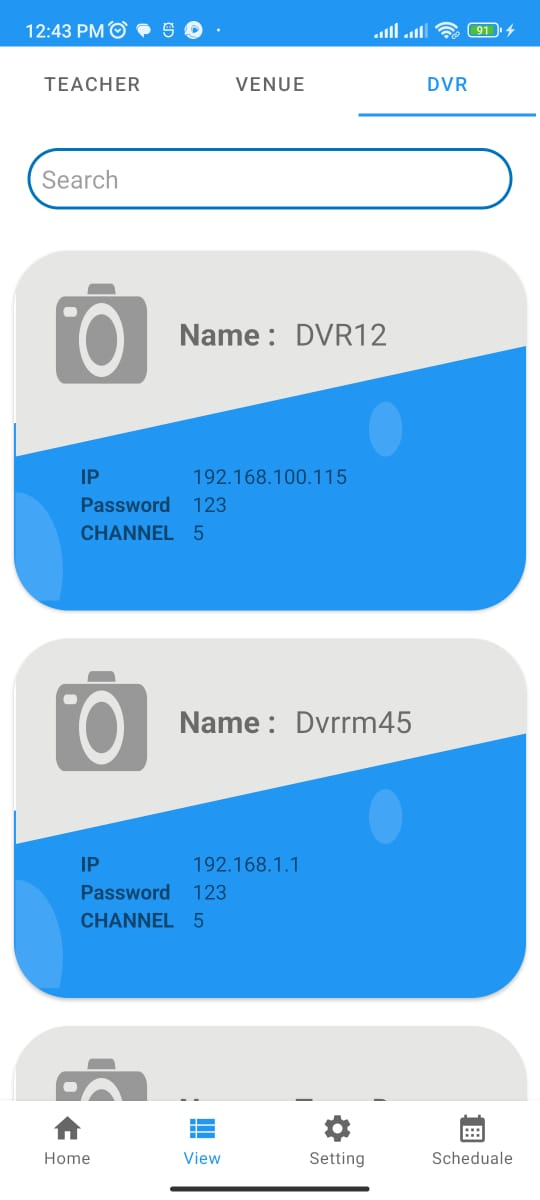 12:43 PM
91
TEACHER VENUE DVR
Search
Name : DVR12
IP 192.168.100.115
Password 123
CHANNEL 5
Name : Dvrrm45
IP 192.168.1.1
Password 123
CHANNEL 5
Home View Setting Scheduale